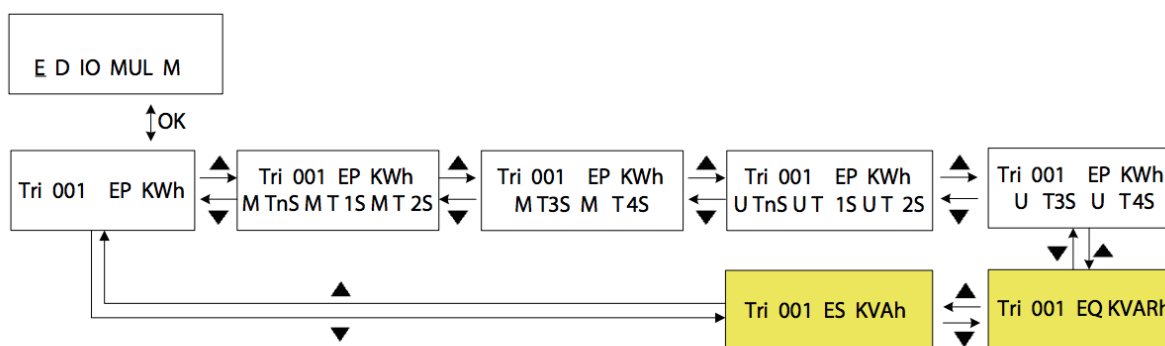 E D IO MUL M
OK
Tri 001 EP KWh
Tri 001 EP KWh
M TnS M T 1S M T 2S
Tri 001 EP KWh
M T3S M T4S
Tri 001 EP KWh
U TnS U T 1S U T 2S
Tri 001 EP KWh
U T3S U T4S
Tri 001 ES KVAh
Tri 001 EQ KVARh